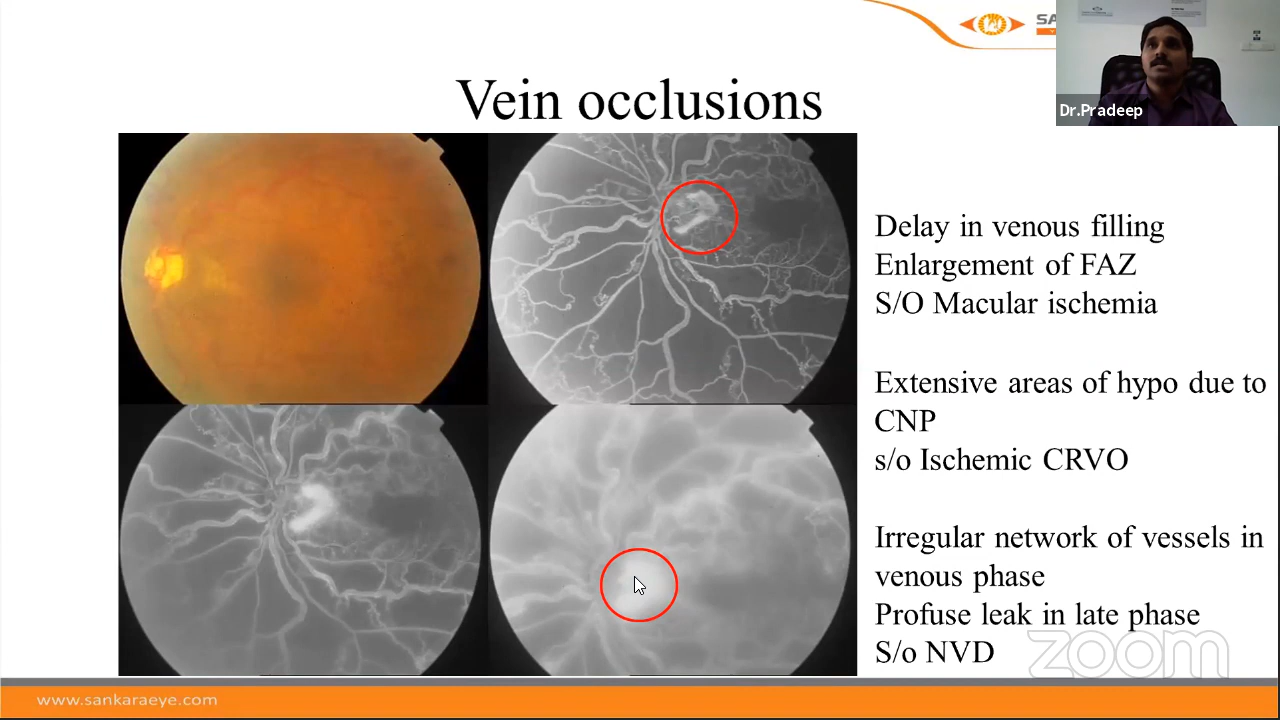 SA
Dr.Pradeep
Vein occlusions
Delay in venous filling
Enlargement of FAZ
S/O Macular ischemia
Extensive areas of hypo due to
CNP
s/o Ischemic CRVO
Irregular network of vessels in
venous phase
Profuse leak in late phase
S/o NVD
zoom
www.sankaraeye.com